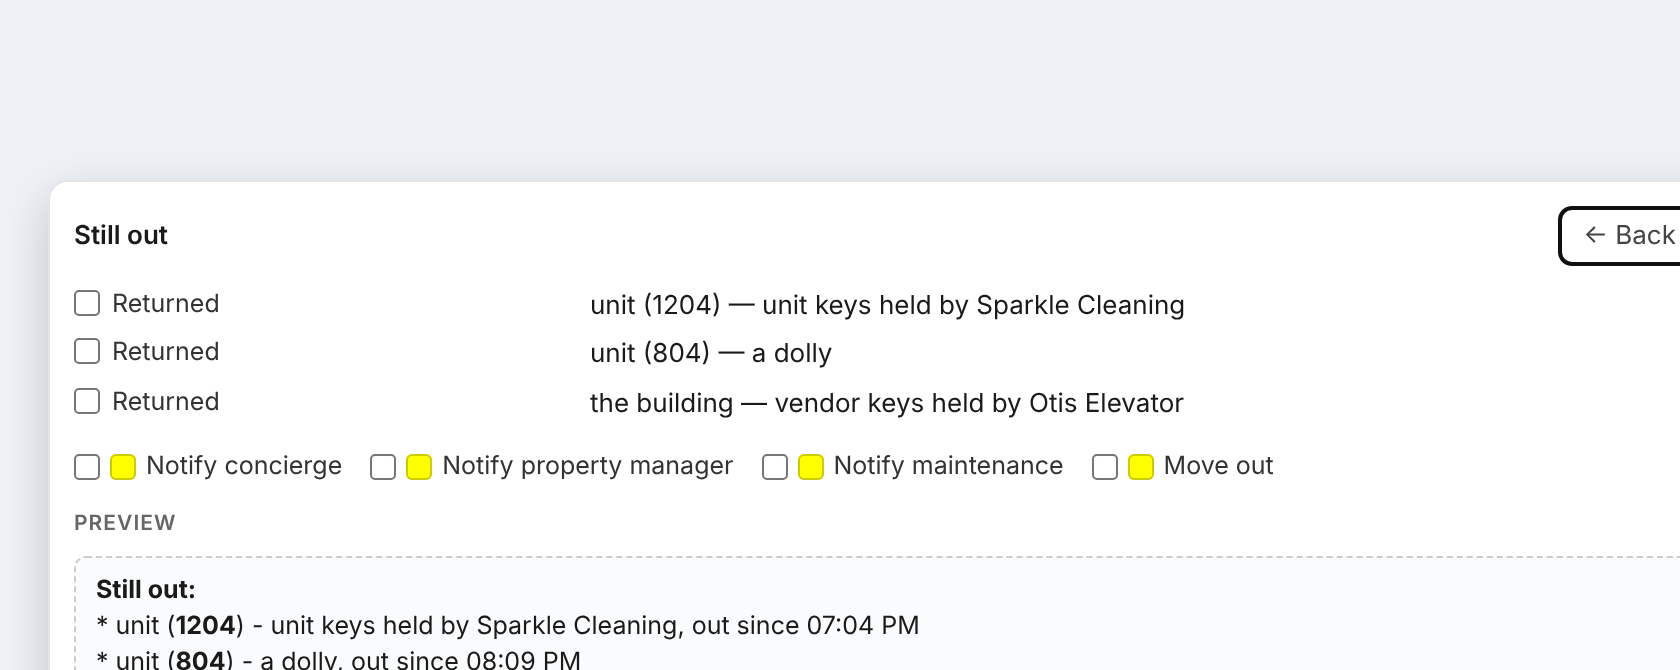 Still out
← Back
Returned unit (1204) — unit keys held by Sparkle Cleaning
Returned unit (804) — a dolly
Returned the building — vendor keys held by Otis Elevator
Notify concierge Notify property manager Notify maintenance Move out
PREVIEW
Still out:
* unit (1204) - unit keys held by Sparkle Cleaning, out since 07:04 PM
* unit (804) - a dolly, out since 08:09 PM